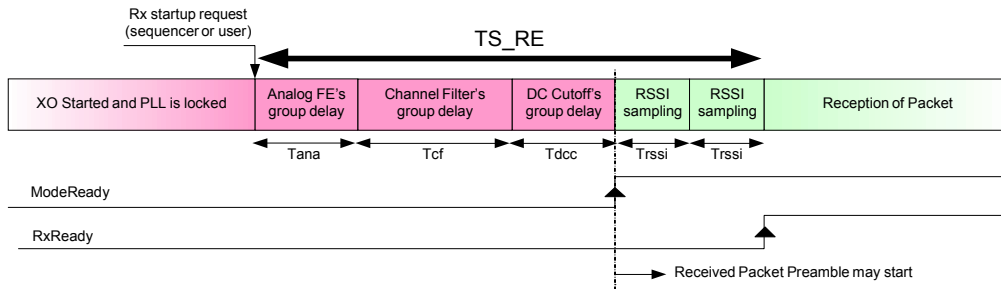 Rx startup request
(sequencer or user)
TS_RE
XO Started and PLL is locked
Analog FE's
group delay
Channel Filter's
group delay
DC Cutoff's
group delay
RSSI
sampling
RSSI
sampling
Reception of Packet
Tana
Tcf
Tdcc
Trssi
Trssi
ModeReady
RxReady
Received Packet Preamble may start